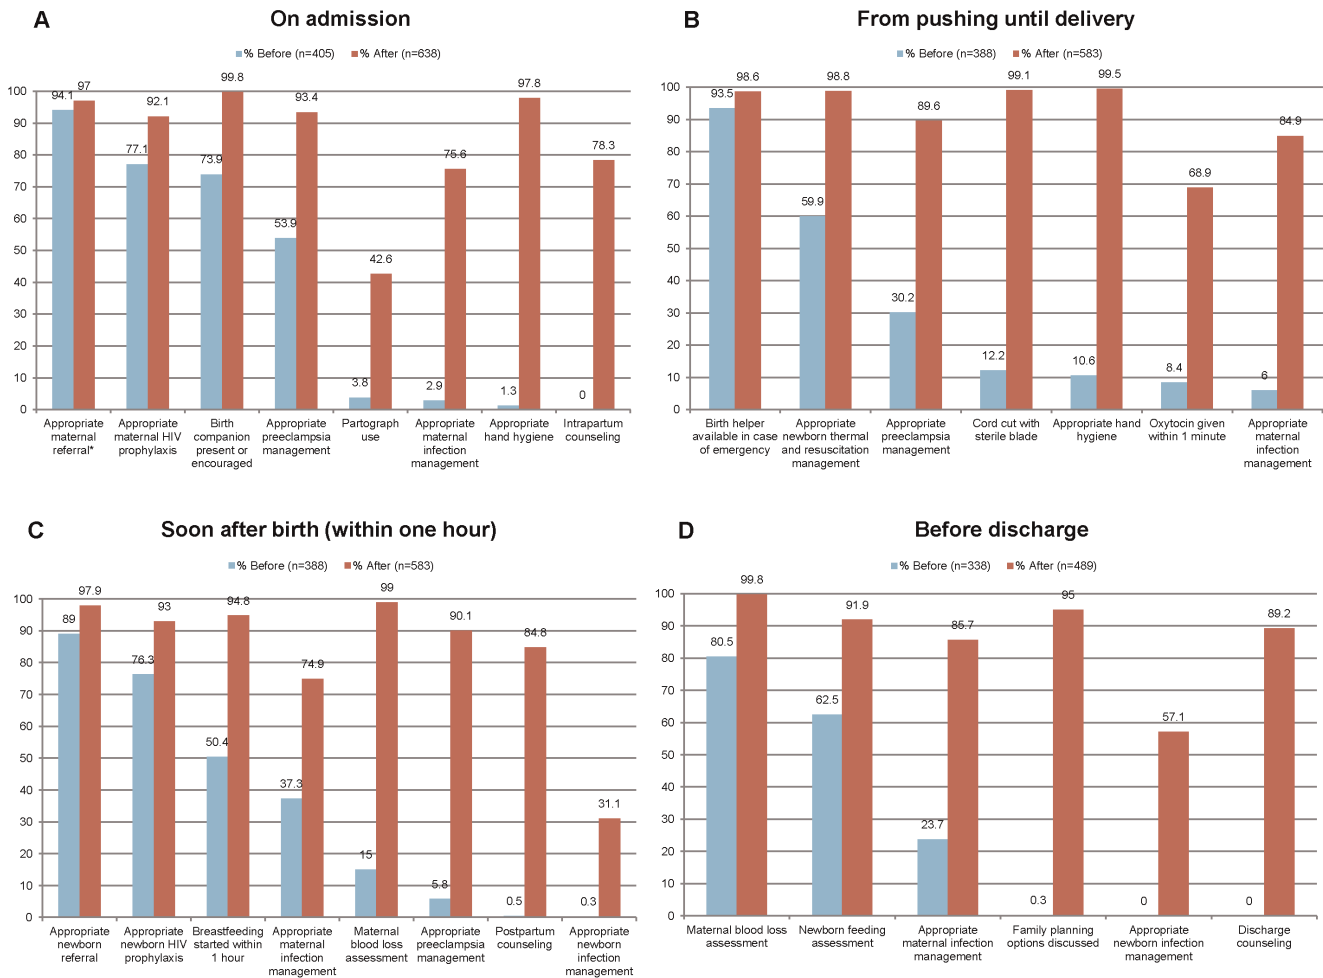 A
On admission
% Before (n=405) % After (n=638)
94.1 97 77.1 92.1 73.9 99.8 53.9 93.4 3.8 42.6 2.9 75.6 1.3 97.8 0 78.3
100
90
80
70
60
50
40
30
20
10
0
Appropriate maternal referral*
Appropriate maternal HIV prophylaxis
Birth companion present or encouraged
Appropriate preeclampsia management
Partograph use
Appropriate maternal infection management
Appropriate hand hygiene
Intrapartum counseling
B
From pushing until delivery
% Before (n=388) % After (n=583)
93.5 98.6 59.9 98.8 30.2 89.6 12.2 99.1 10.6 99.5 8.4 68.9 6 84.9
100
90
80
70
60
50
40
30
20
10
0
Birth helper available in case of emergency
Appropriate newborn thermal and resuscitation management
Appropriate preeclampsia management
Cord cut with sterile blade
Appropriate hand hygiene
Oxytocin given within 1 minute
Appropriate maternal infection management
C
Soon after birth (within one hour)
% Before (n=388) % After (n=583)
89 97.9 76.3 93 50.4 94.8 37.3 74.9 15 99 5.8 90.1 0.5 84.8 0.3 31.1
100
90
80
70
60
50
40
30
20
10
0
Appropriate newborn referral
Appropriate newborn HIV prophylaxis
Breastfeeding started within 1 hour
Appropriate maternal infection management
Maternal blood loss assessment
Appropriate preeclampsia management
Postpartum counseling
Appropriate newborn infection management
D
Before discharge
% Before (n=338) % After (n=489)
80.5 99.8 62.5 91.9 23.7 85.7 0.3 95 0 57.1 0 89.2
100
90
80
70
60
50
40
30
20
10
0
Maternal blood loss assessment
Newborn feeding assessment
Appropriate maternal infection management
Family planning options discussed
Appropriate newborn infection management
Discharge counseling